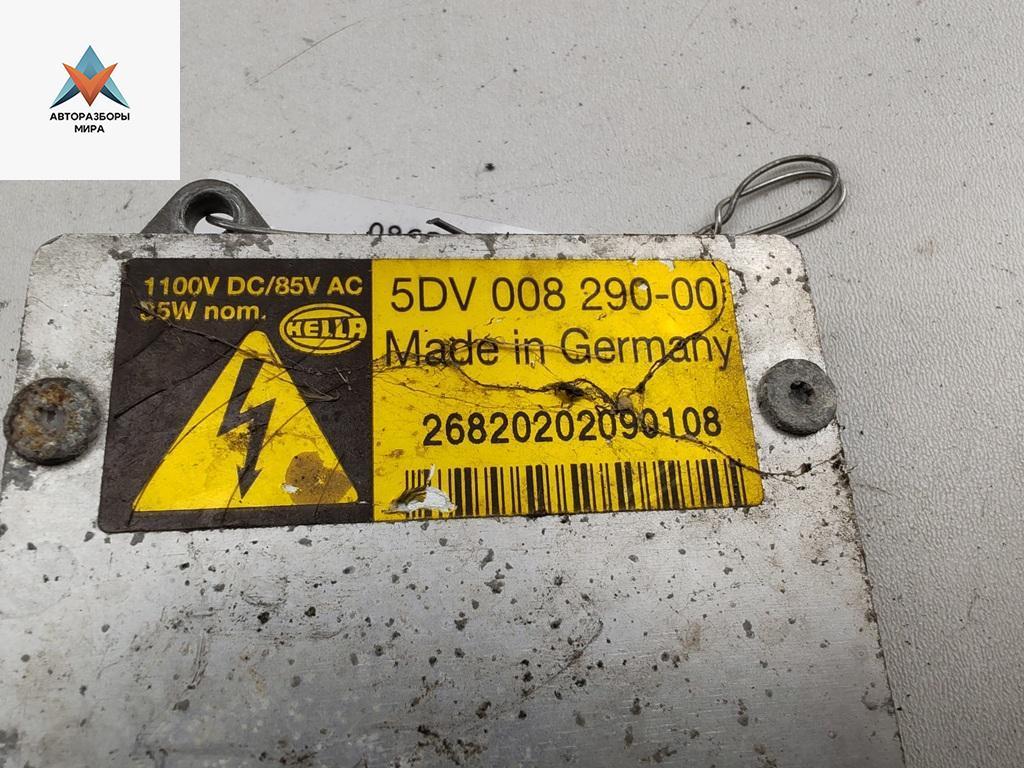 АВТОРАЗБОРЫ
МИРА
1100V DC/85V AC
35W nom.
HELLA
5DV 008 290-00
Made in Germany
26820202090108